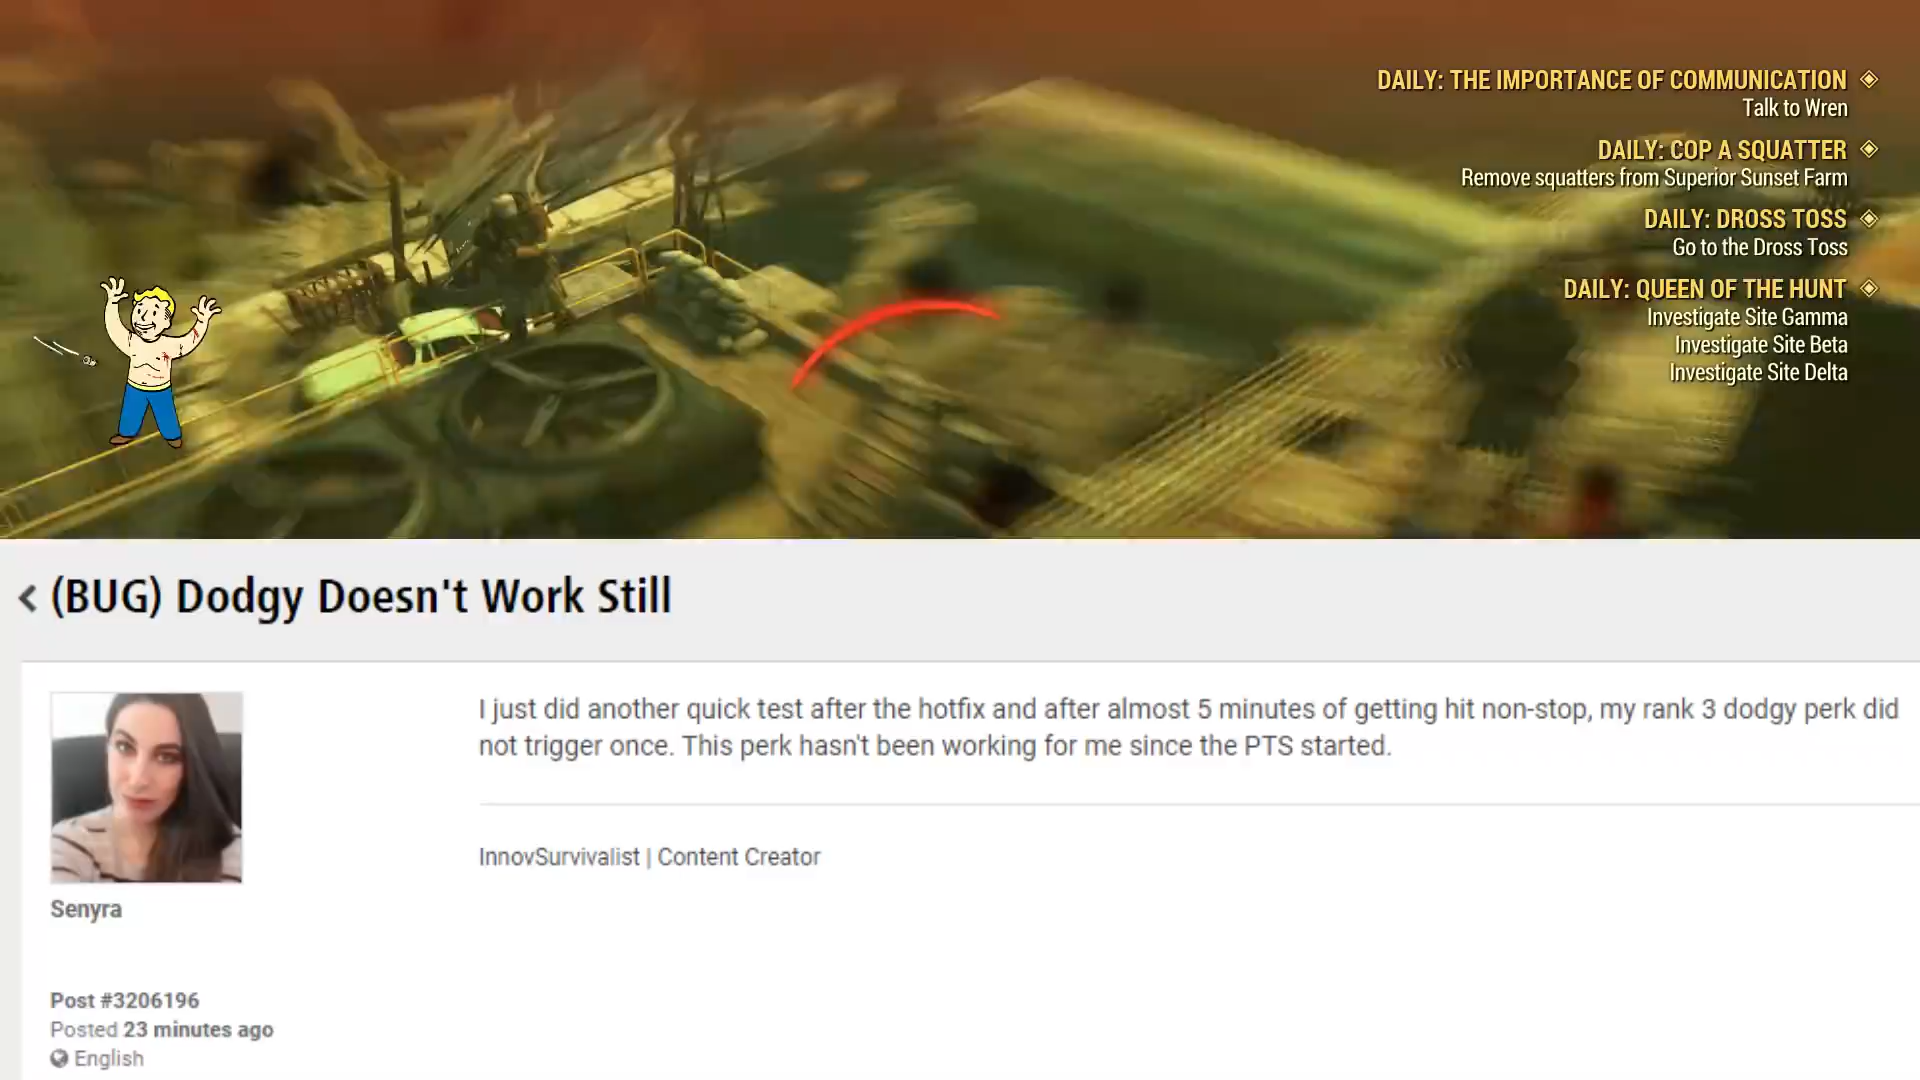 DAILY: THE IMPORTANCE OF COMMUNICATION
Talk to Wren
DAILY: COP A SQUATTER
Remove squatters from Superior Sunset Farm
DAILY: DROSS TOSS
Go to the Dross Toss
DAILY: QUEEN OF THE HUNT
Investigate Site Gamma
Investigate Site Beta
Investigate Site Delta
(BUG) Dodgy Doesn't Work Still
I just did another quick test after the hotfix and after almost 5 minutes of getting hit non-stop, my rank 3 dodgy perk did
not trigger once. This perk hasn't been working for me since the PTS started.
InnovSurvivalist | Content Creator
Senyra
Post #3206196
Posted 23 minutes ago
English